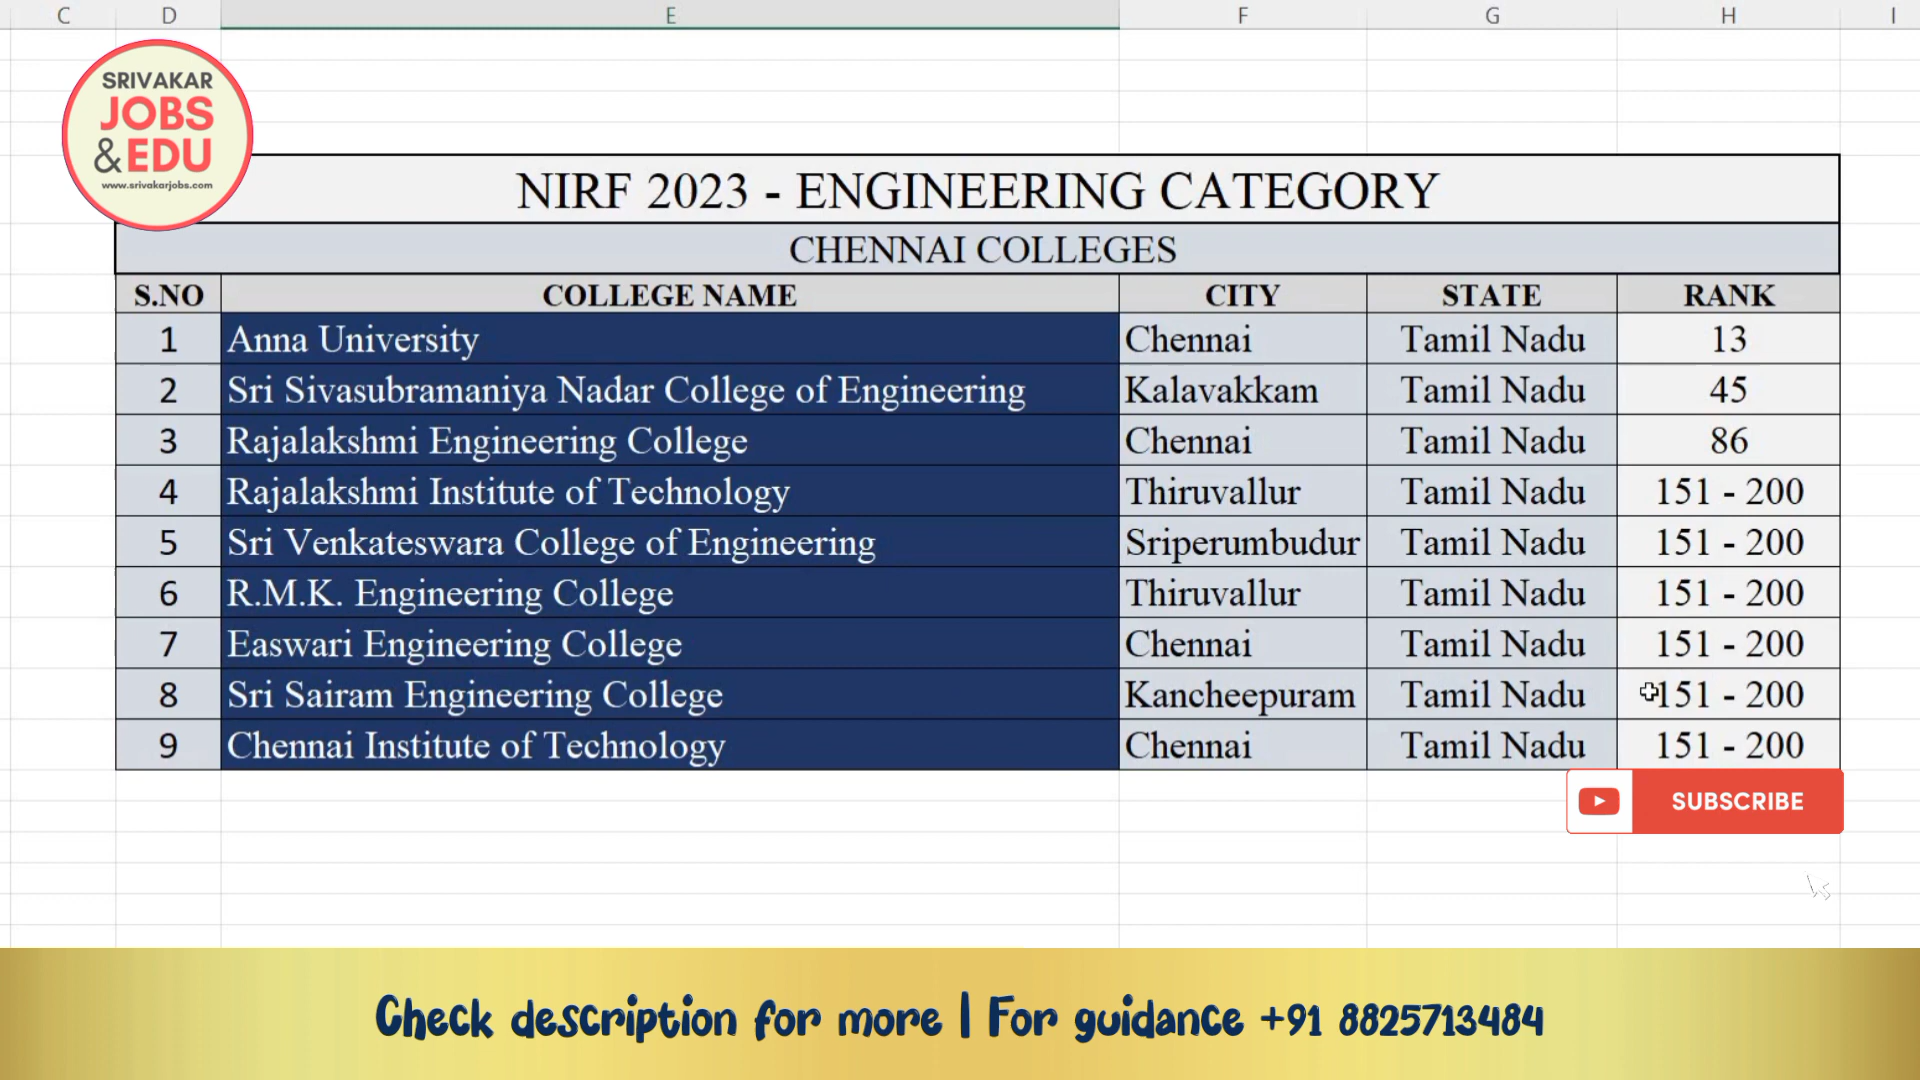 C D E F G H I
SRIVAKAR
JOBS
&EDU
www.srivakarjobs.com
NIRF 2023 - ENGINEERING CATEGORY
CHENNAI COLLEGES
S.NO COLLEGE NAME CITY STATE RANK
1 Anna University Chennai Tamil Nadu 13
2 Sri Sivasubramaniya Nadar College of Engineering Kalavakkam Tamil Nadu 45
3 Rajalakshmi Engineering College Chennai Tamil Nadu 86
4 Rajalakshmi Institute of Technology Thiruvallur Tamil Nadu 151 - 200
5 Sri Venkateswara College of Engineering Sriperumbudur Tamil Nadu 151 - 200
6 R.M.K. Engineering College Thiruvallur Tamil Nadu 151 - 200
7 Easwari Engineering College Chennai Tamil Nadu 151 - 200
8 Sri Sairam Engineering College Kancheepuram Tamil Nadu 151 - 200
9 Chennai Institute of Technology Chennai Tamil Nadu 151 - 200
SUBSCRIBE
Check description for more | For guidance +91 8825713484